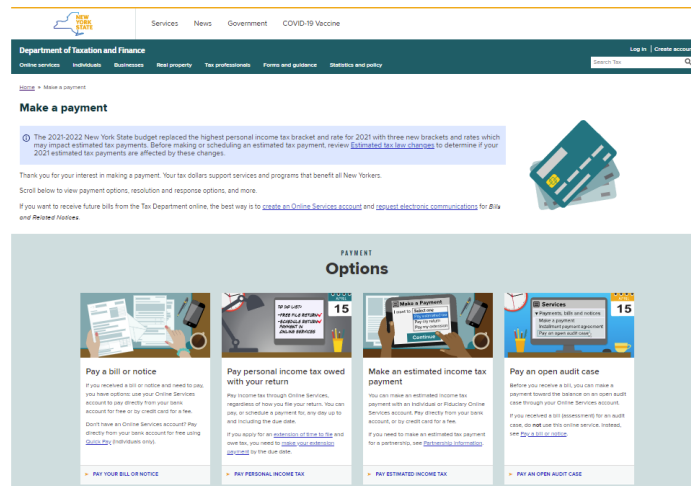 NEW
YORK
STATE
Services News Government COVID-19 Vaccine
Department of Taxation and Finance
Log in | Create account
Online services Individuals Businesses Real property Tax professionals Forms and guidance Statistics and policy
Search Tax
Home » Make a payment
Make a payment
The 2021-2022 New York State budget replaced the highest personal income tax bracket and rate for 2021 with three new brackets and rates which
may impact estimated tax payments. Before making or scheduling an estimated tax payment, review Estimated tax law changes to determine if your
2021 estimated tax payments are affected by these changes.
Thank you for your interest in making a payment. Your tax dollars support services and programs that benefit all New Yorkers.
Scroll below to view payment options, resolution and response options, and more.
If you want to receive future bills from the Tax Department online, the best way is to create an Online Services account and request electronic communications for Bills
and Related Notices.
PAYMENT
Options
TO DO LIST:
-FREE FILE RETURN
-SCHEDULE RETURN
PAYMENT IN
ONLINE SERVICES
15
Make a Payment
I want to Select one
Pay estimated tax
Pay my return
Pay my extension
Continue
Services
Payments, bills and notices
Make a payment
Installment payment agreement
Pay an open audit case
15
Pay a bill or notice
If you received a bill or notice and need to pay,
you have options: use your Online Services
account to pay directly from your bank
account for free or by credit card for a fee.
Don't have an Online Services account? Pay
directly from your bank account for free using
Quick Pay (individuals only).
► PAY YOUR BILL OR NOTICE
Pay personal income tax owed
with your return
Pay income tax through Online Services,
regardless of how you file your return. You can
pay, or schedule a payment for, any day up to
and including the due date.
If you apply for an extension of time to file and
owe tax, you need to make your extension
payment by the due date.
► PAY PERSONAL INCOME TAX
Make an estimated income tax
payment
You can make an estimated income tax
payment with an Individual or Fiduciary Online
Services account. Pay directly from your bank
account, or by credit card for a fee.
If you need to make an estimated tax payment
for a partnership, see Partnership information.
► PAY ESTIMATED INCOME TAX
Pay an open audit case
Before you receive a bill, you can make a
payment toward the balance on an open audit
case through your Online Services account.
If you received a bill (assessment) for an audit
case, do not use this online service. Instead,
see Pay a bill or notice.
► PAY AN OPEN AUDIT CASE